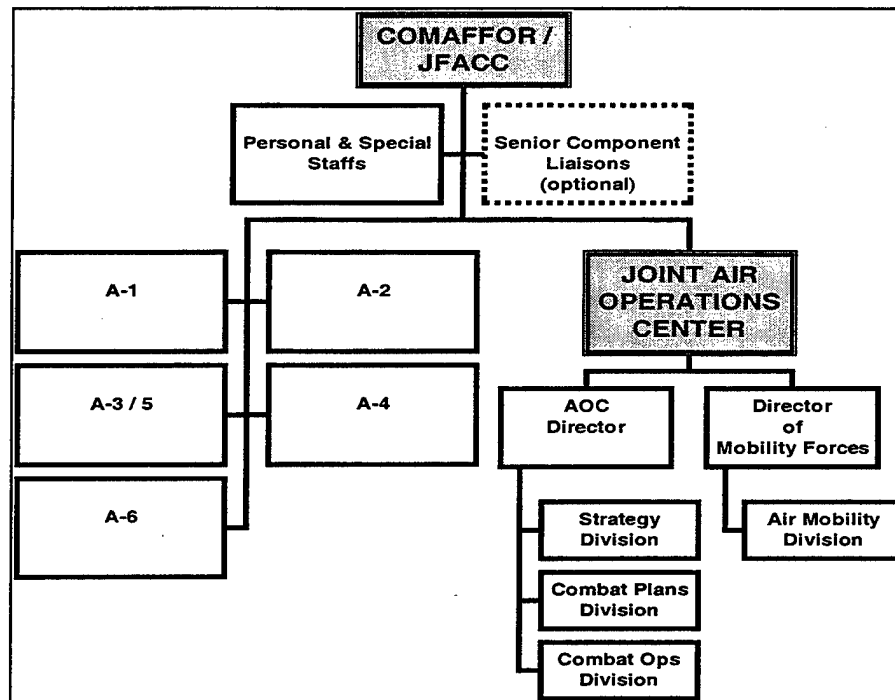 COMAFFOR /
JFACC
Personal & Special
Staffs
Senior Component
Liaisons
(optional)
A-1
A-2
JOINT AIR
OPERATIONS
CENTER
A-3 / 5
A-4
AOC
Director
Director
of
Mobility Forces
A-6
Strategy
Division
Air Mobility
Division
Combat Plans
Division
Combat Ops
Division